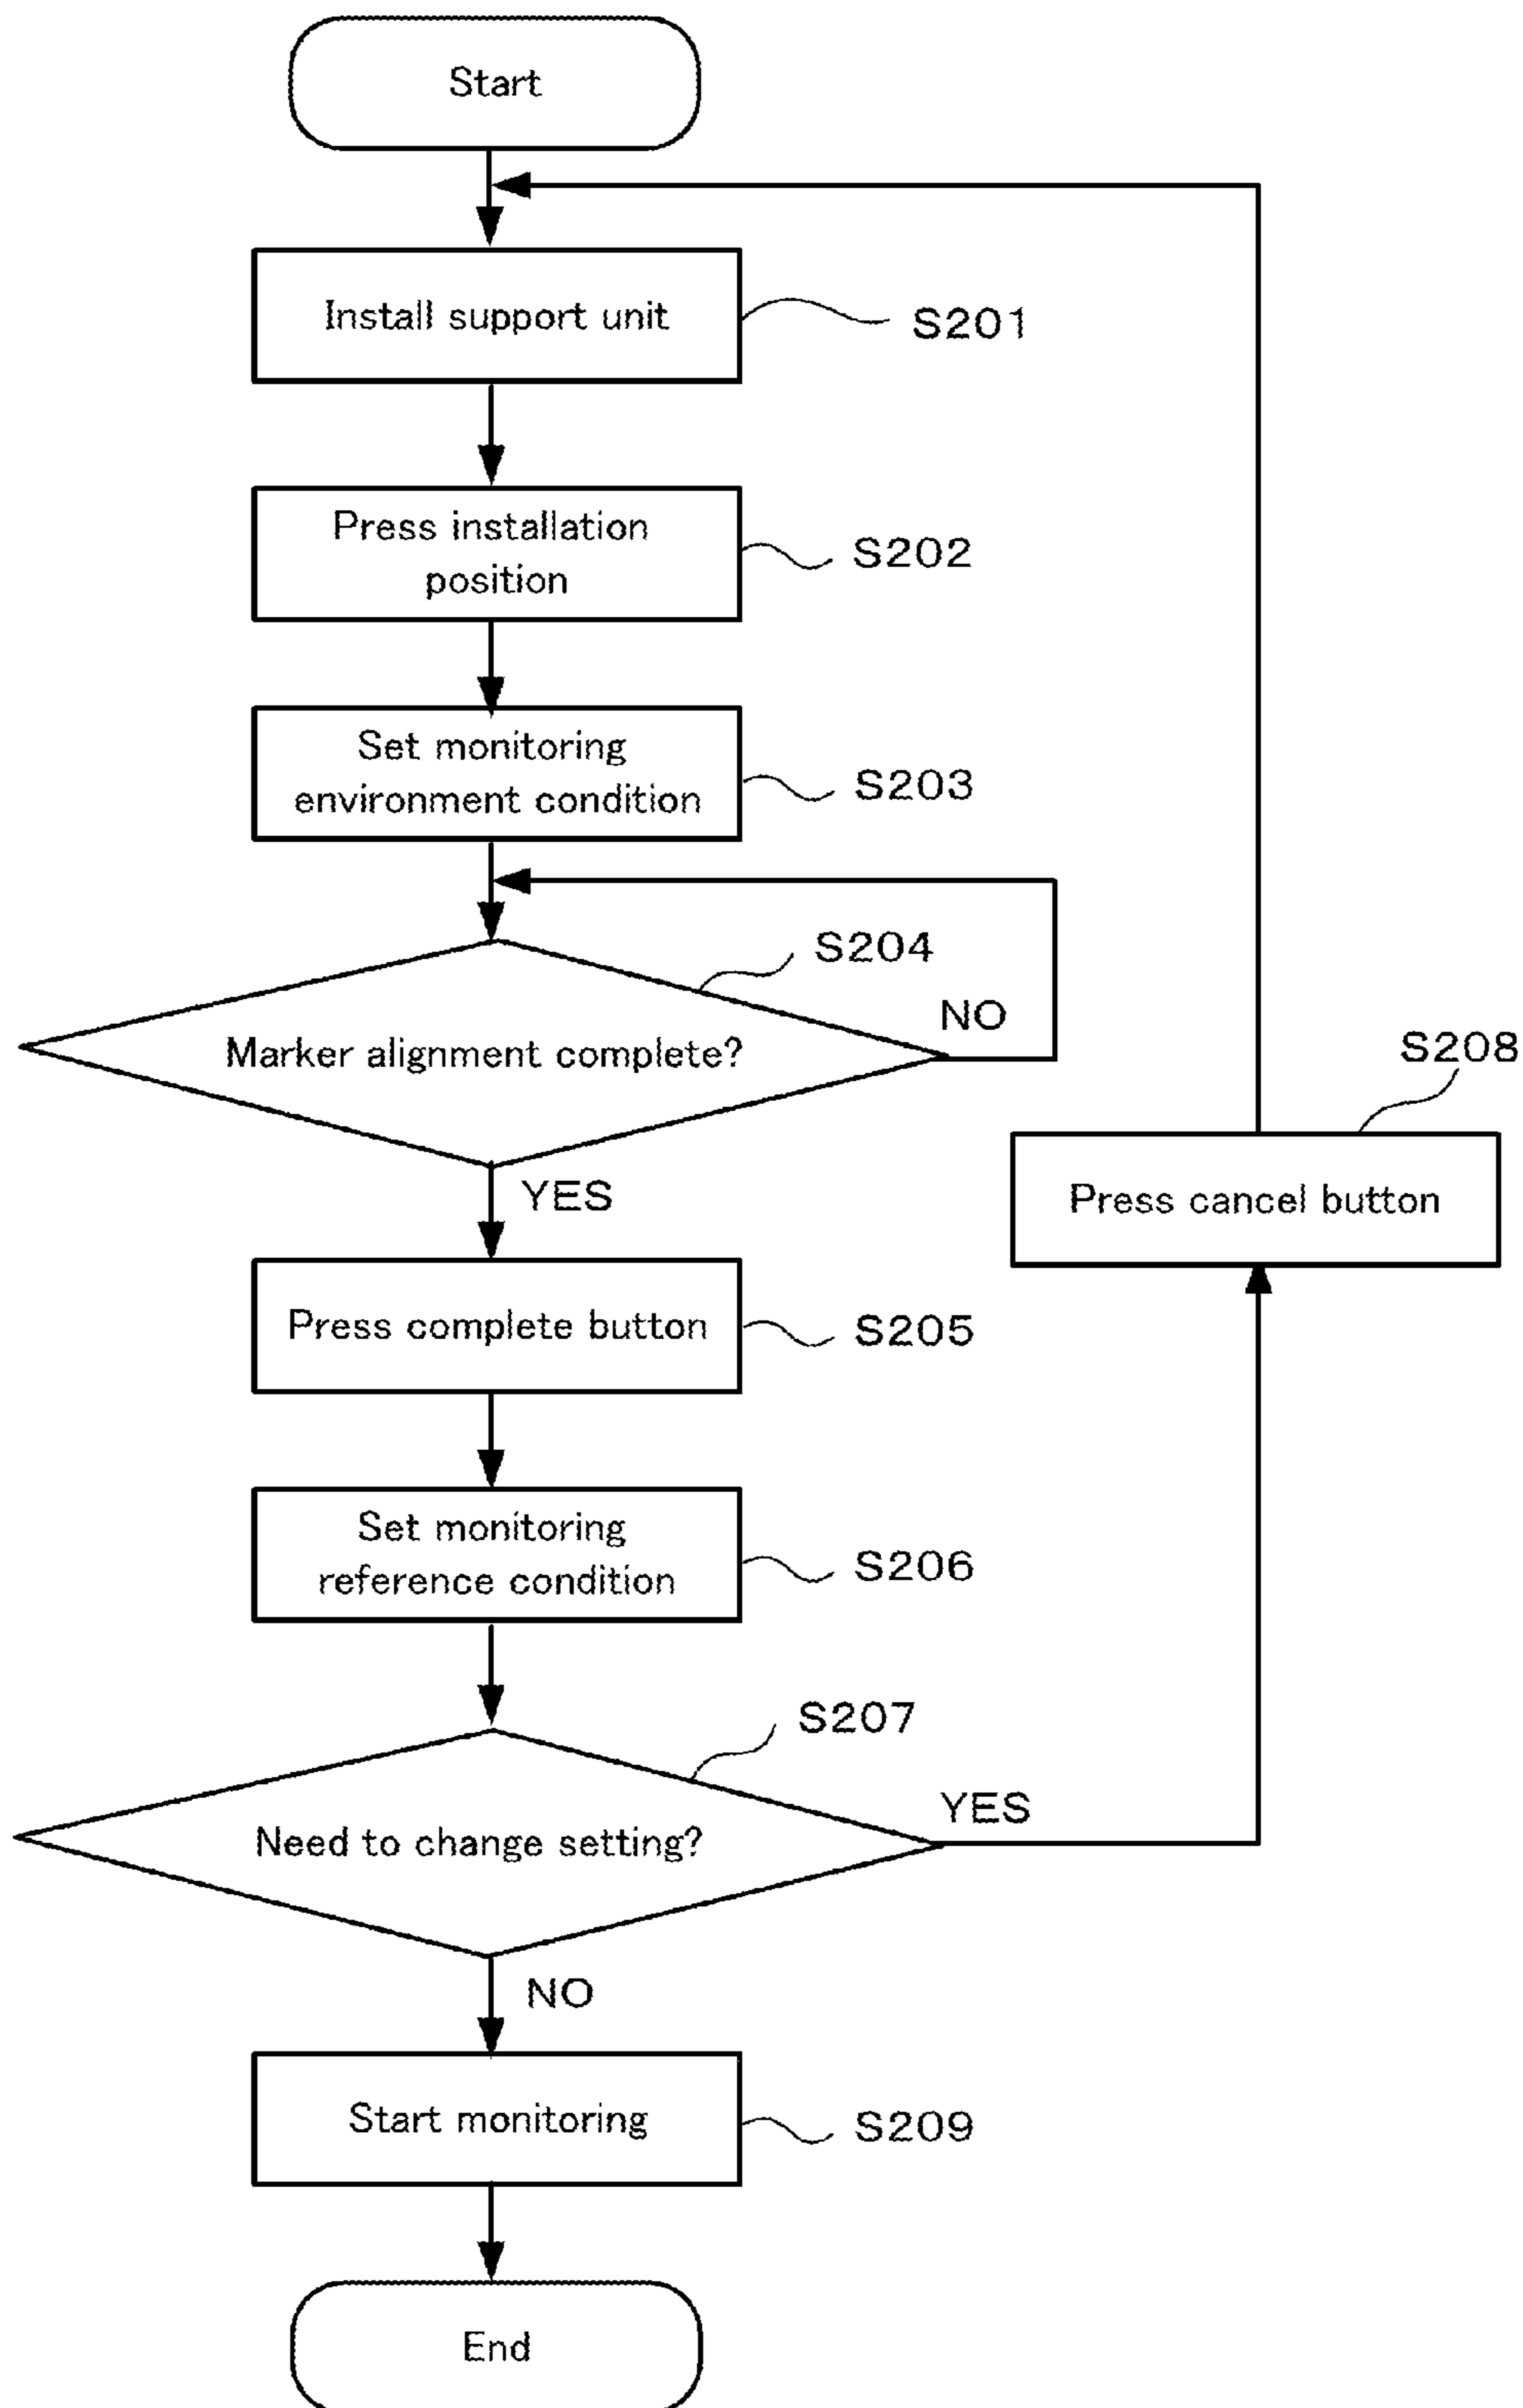 Start
Install support unit
S201
Press installation
position
S202
Set monitoring
environment condition
S203
S204
Marker alignment complete?
NO
YES
S208
Press cancel button
Press complete button
S205
Set monitoring
reference condition
S206
S207
Need to change setting?
YES
NO
Start monitoring
S209
End